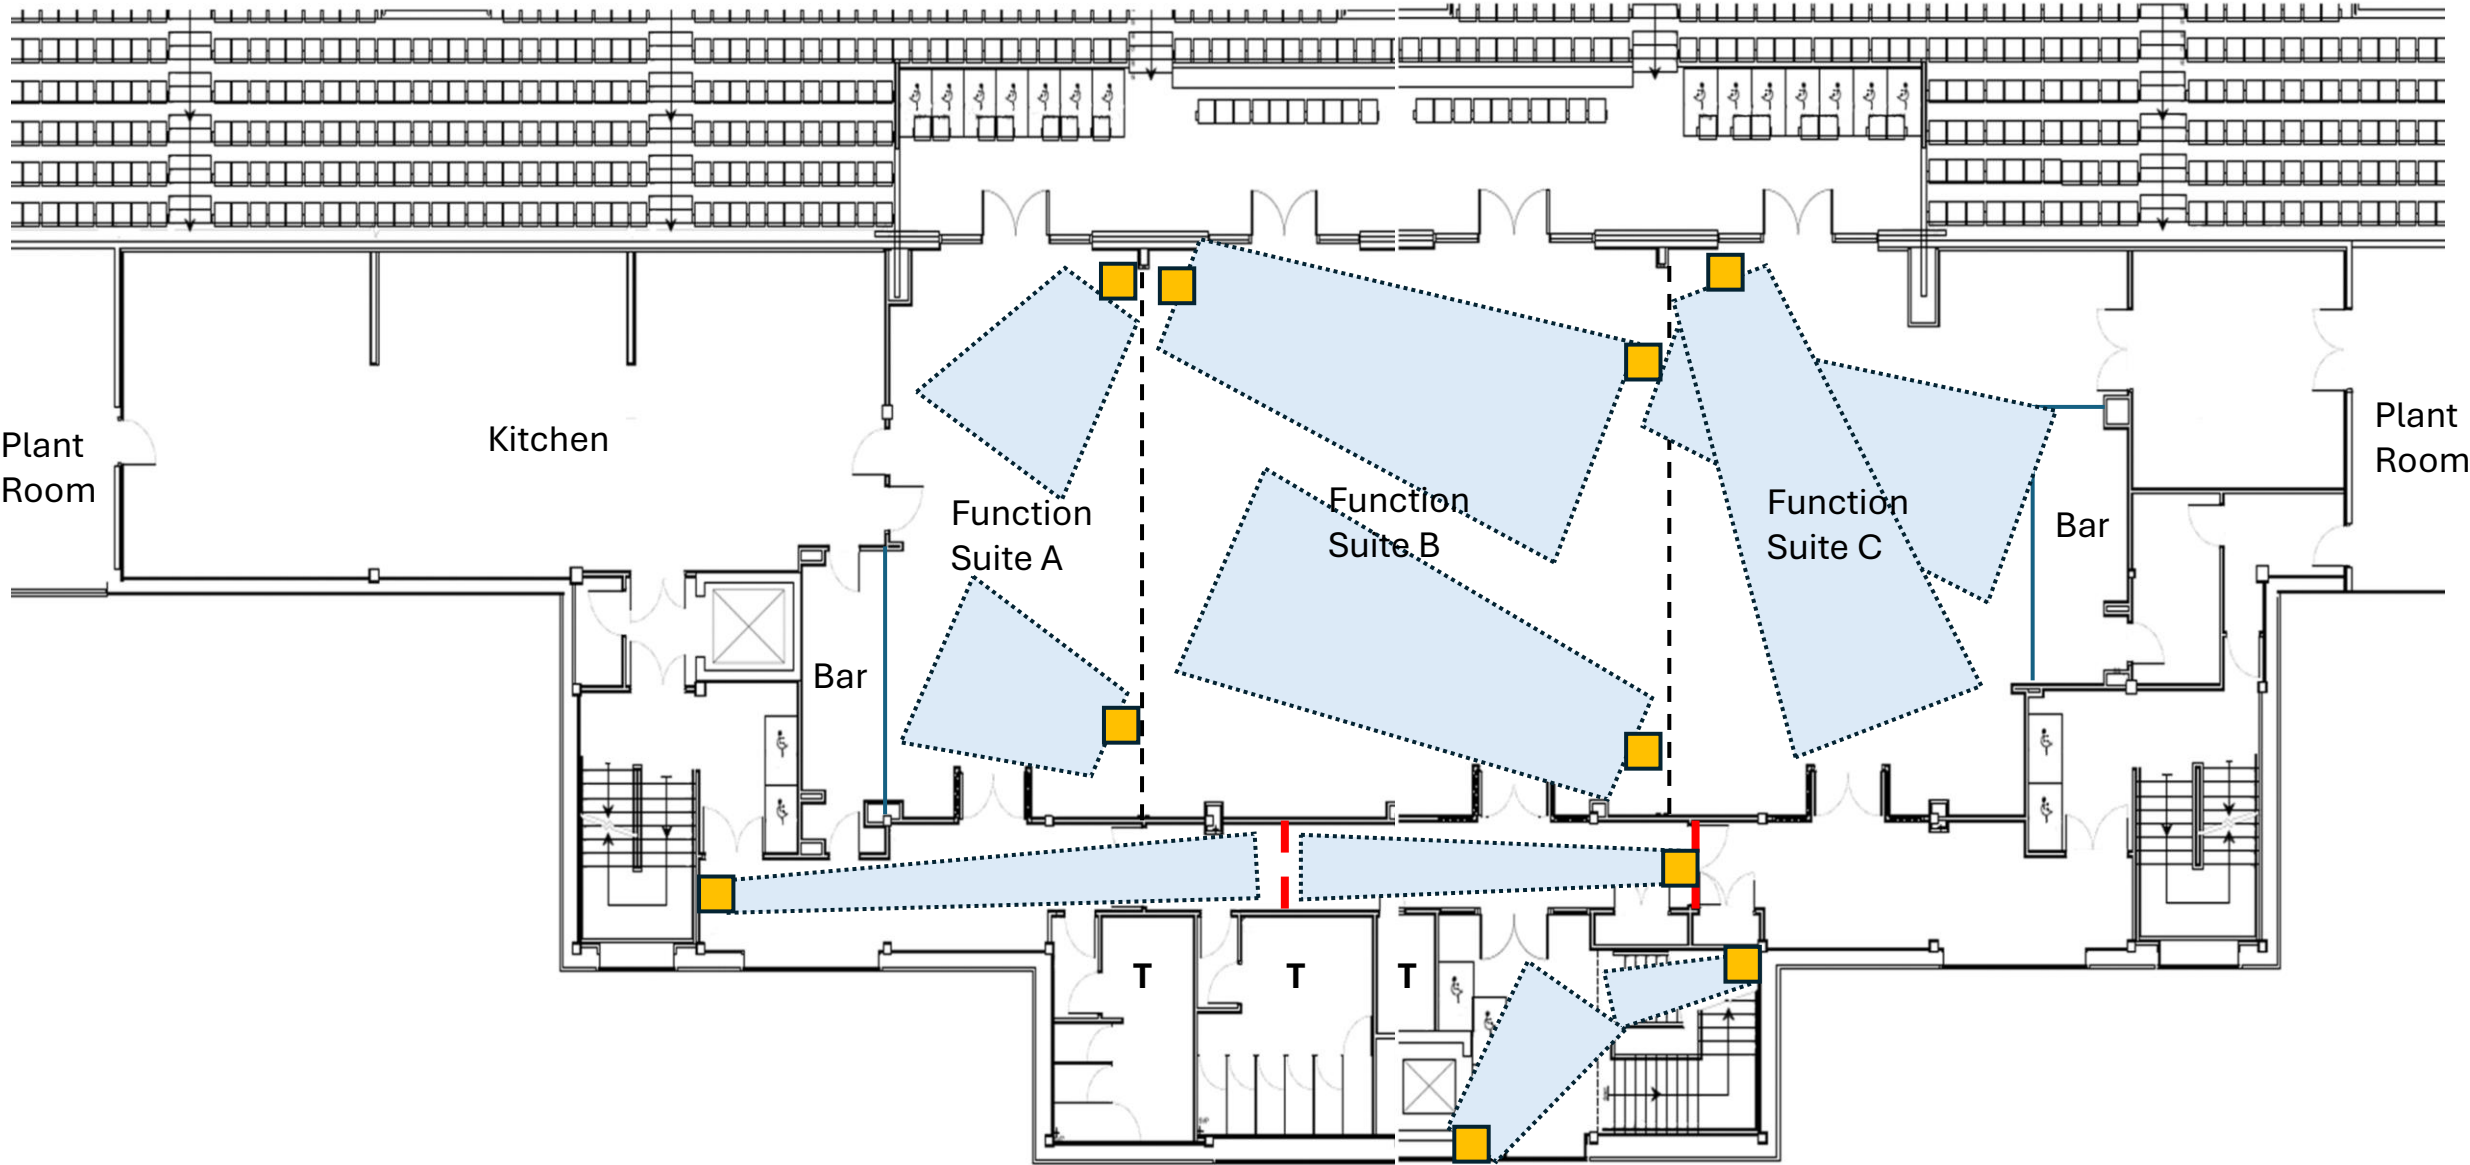 Plant
Room
Kitchen
Function
Suite A
Bar
Function
Suite B
Function
Suite C
Bar
Plant
Room
T
T
T